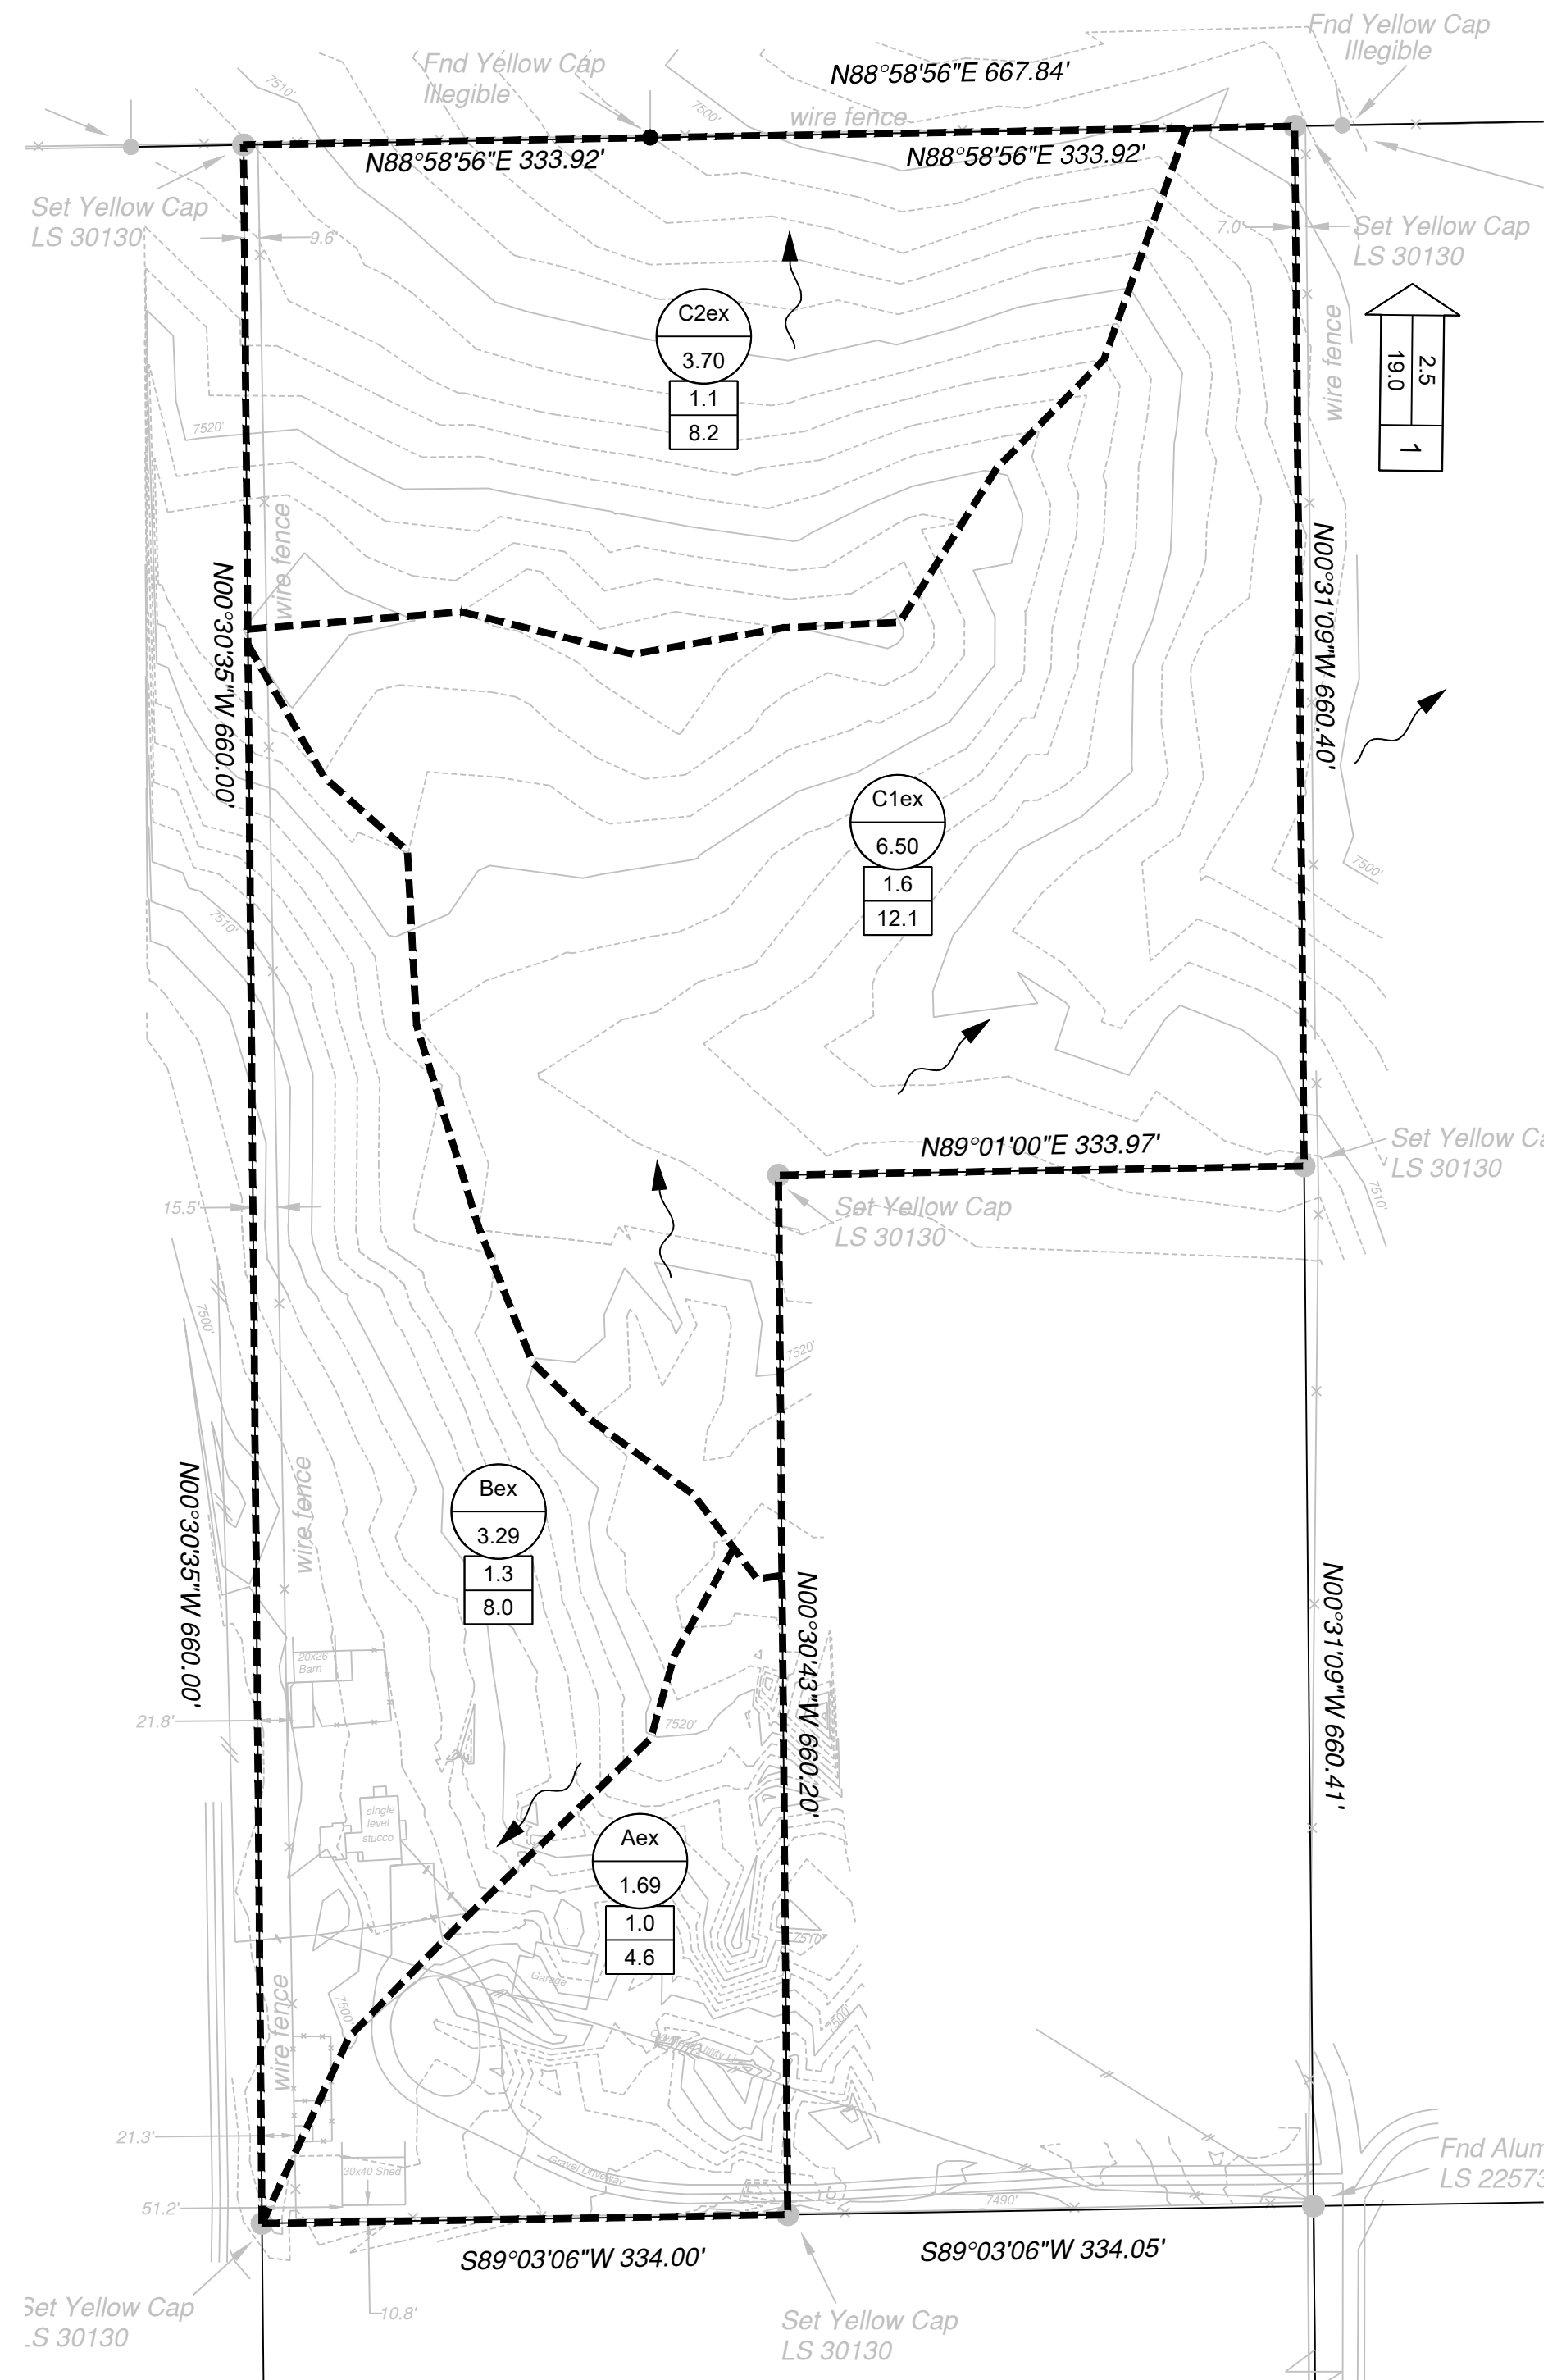 Fnd Yellow Cap
Illegible
Fnd Yellow Cap
Illegible
N88°58'56"E 667.84'
7510'
7500'
wire fence
N88°58'56"E 333.92'
N88°58'56"E 333.92'
Set Yellow Cap
LS 30130
9.6'
7.0'
Set Yellow Cap
LS 30130
C2ex
3.70
1.1
8.2
2.5
19.0
1
wire fence
7520'
wire fence
N00°30'35"W 660.00'
N00°31'09"W 660.40'
C1ex
6.50
1.6
12.1
7500'
7510'
N89°01'00"E 333.97'
Set Yellow Ca
LS 30130
Set Yellow Cap
LS 30130
7510'
15.5'
7500'
7520'
wire fence
N00°30'35"W 660.00'
Bex
3.29
1.3
8.0
N00°30'43"W 660.20'
N00°31'09"W 660.41'
20x26
Barn
21.8'
7520'
single
level
stucco
Aex
1.69
1.0
4.6
7510'
Garage
7500'
7500'
wire fence
Utility Line
21.3'
30x40 Shed
Gravel Driveway
51.2'
7490'
Fnd Alum
LS 22573
S89°03'06"W 334.00'
S89°03'06"W 334.05'
Set Yellow Cap
LS 30130
10.8'
Set Yellow Cap
LS 30130